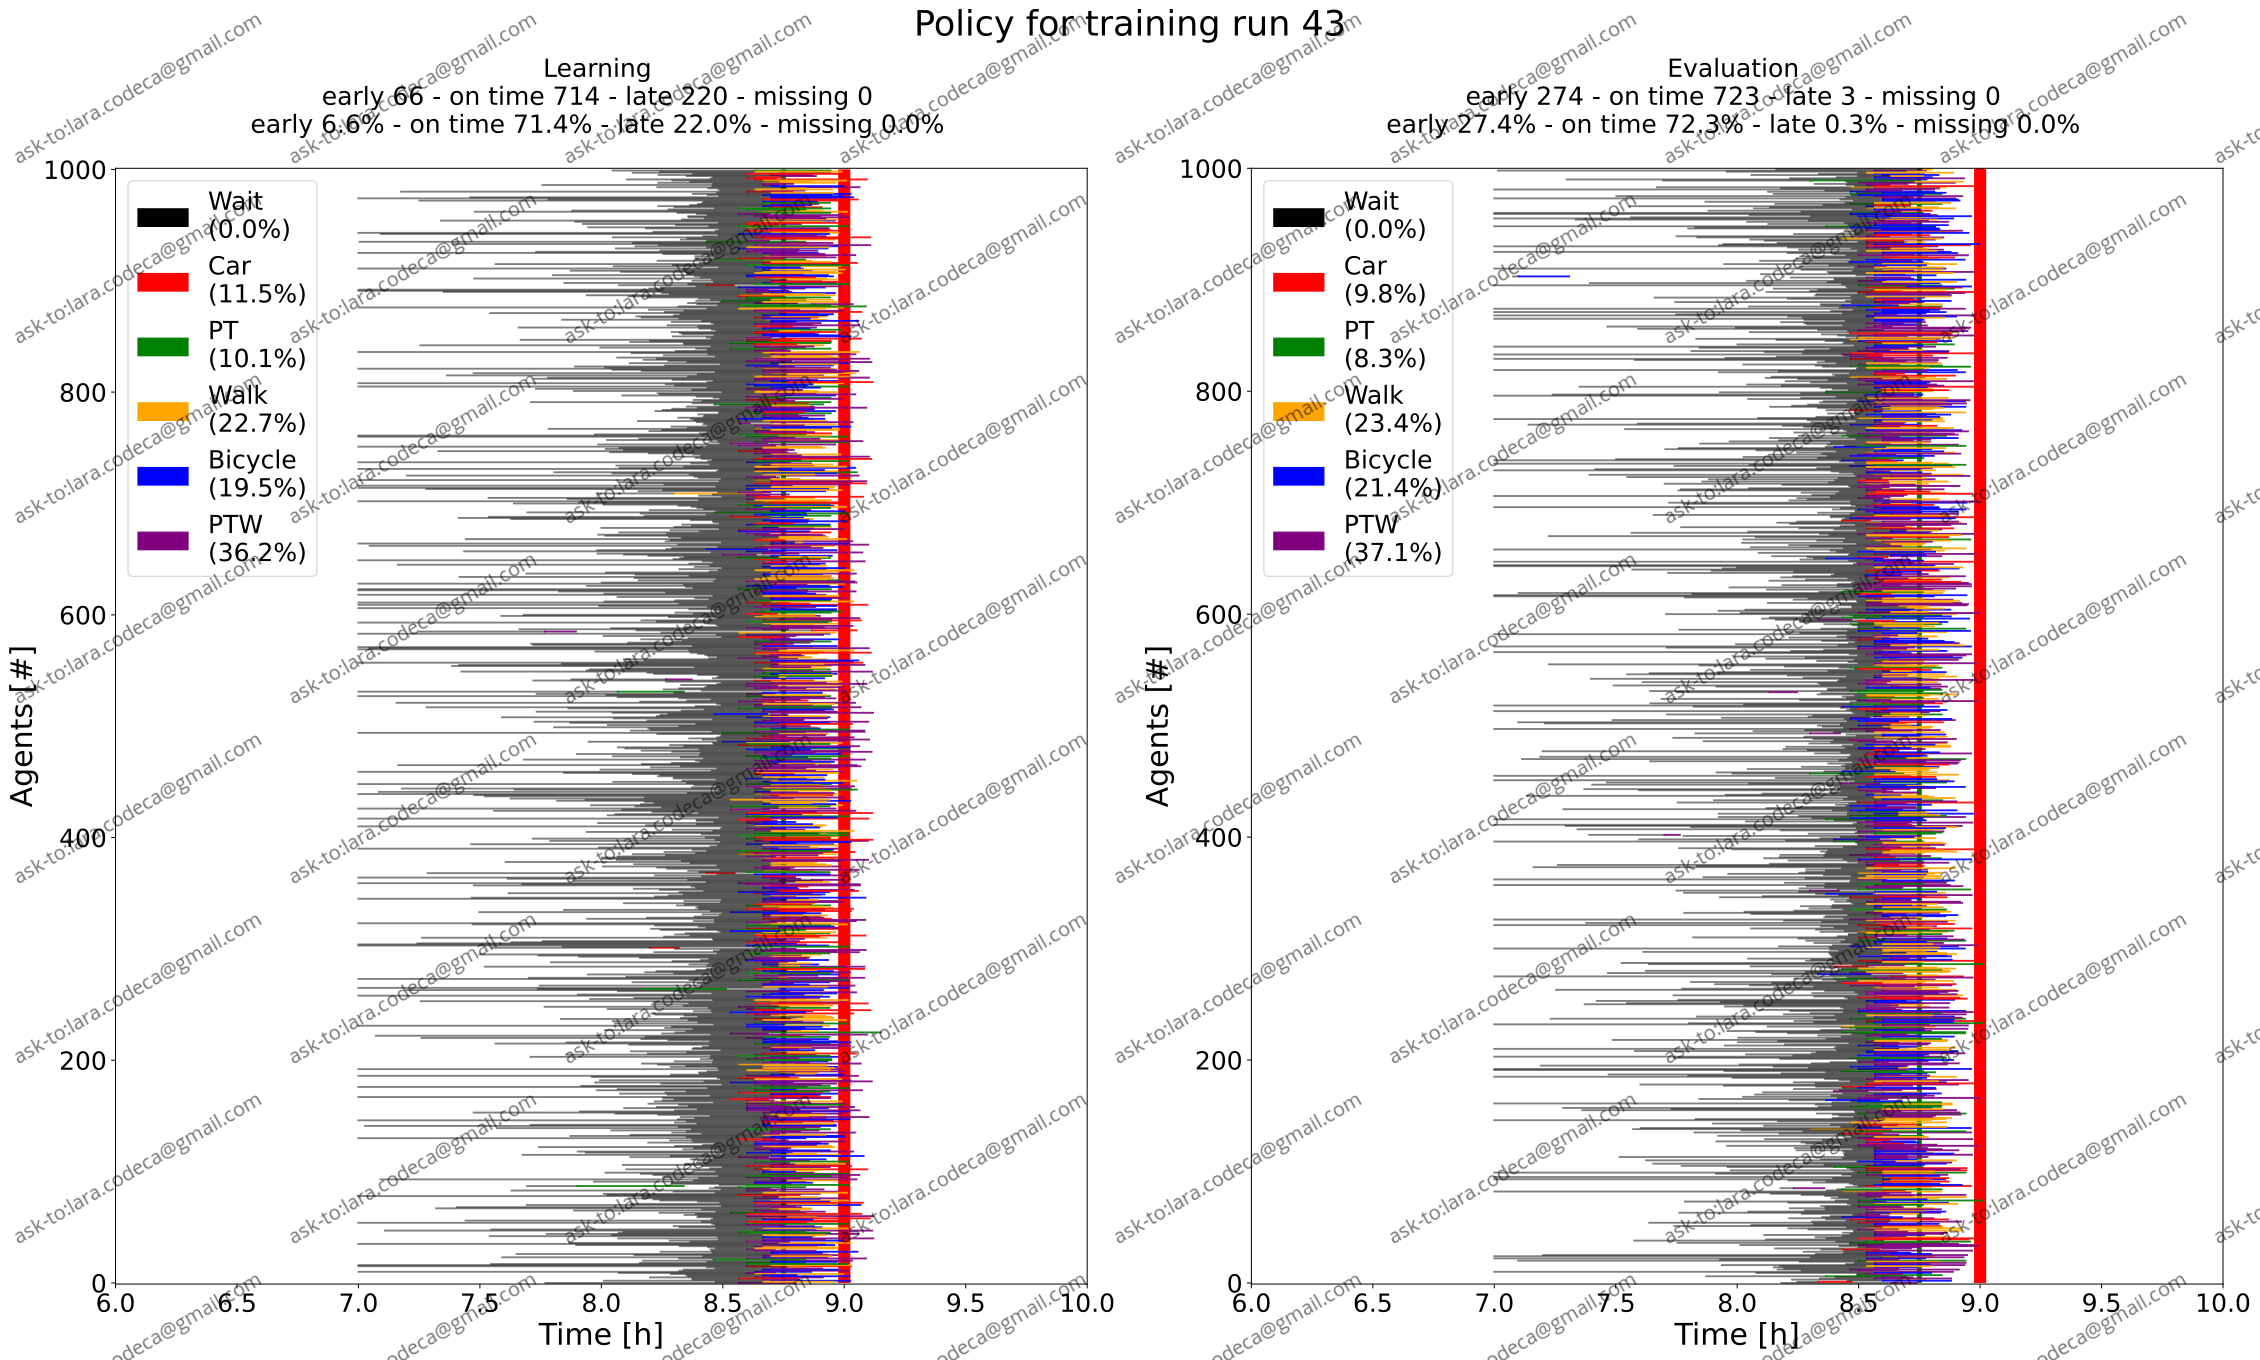 Policy for training run 43
Learning
early 66 - on time 714 - late 220 - missing 0
early 6.6% - on time 71.4% - late 22.0% - missing 0.0%
Agents [#]
1000
800
600
400
200
0
Wait
(0.0%)
Car
(11.5%)
PT
(10.1%)
Walk
(22.7%)
Bicycle
(19.5%)
PTW
(36.2%)
6.0 6.5 7.0 7.5 8.0 8.5 9.0 9.5 10.0
Time [h]
Evaluation
early 274 - on time 723 - late 3 - missing 0
early 27.4% - on time 72.3% - late 0.3% - missing 0.0%
Agents [#]
1000
800
600
400
200
0
Wait
(0.0%)
Car
(9.8%)
PT
(8.3%)
Walk
(23.4%)
Bicycle
(21.4%)
PTW
(37.1%)
6.0 6.5 7.0 7.5 8.0 8.5 9.0 9.5 10.0
Time [h]
ask-to:lara.codeca@gmail.com